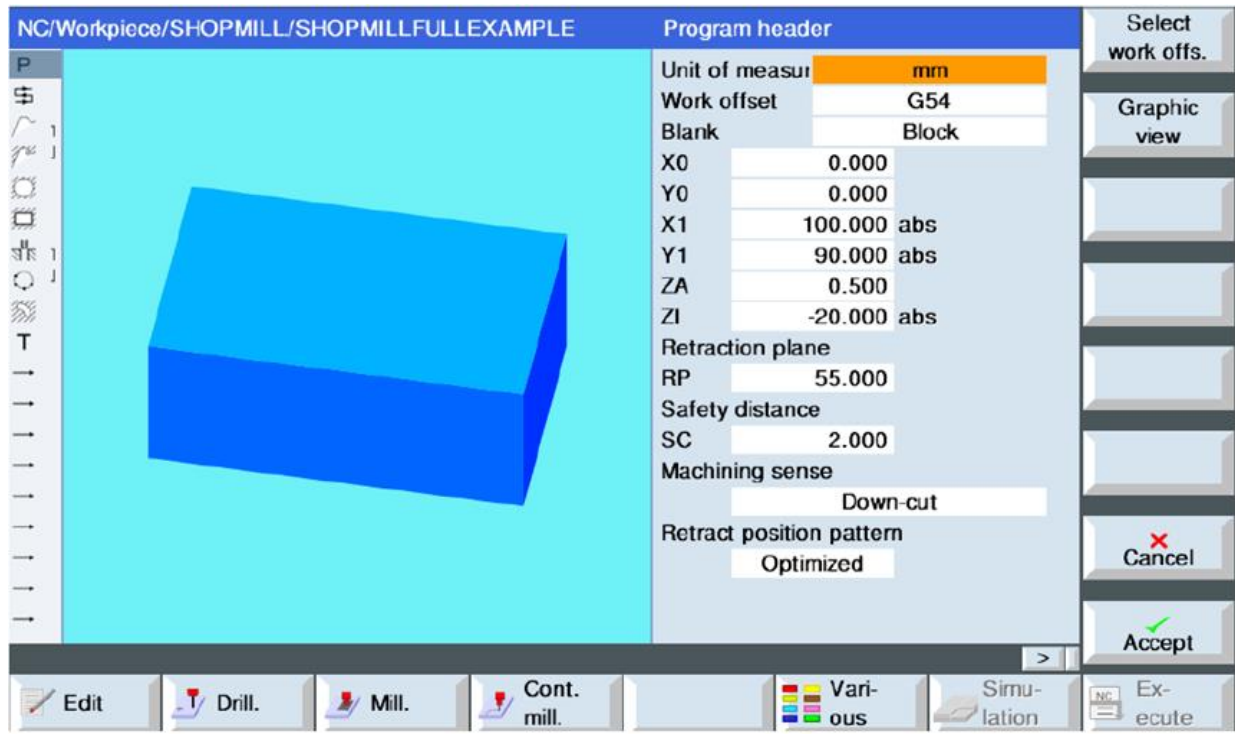 NC/Workpiece/SHOPMILL/SHOPMILLFULLEXAMPLE
Program header
Select
work offs.
P
Unit of measur mm
Work offset G54
Graphic
view
Blank Block
X0 0.000
Y0 0.000
X1 100.000 abs
Y1 90.000 abs
ZA 0.500
ZI -20.000 abs
T
Retraction plane
RP 55.000
Safety distance
SC 2.000
Machining sense
Down-cut
Retract position pattern
Optimized
Cancel
Accept
>
Edit
Drill.
Mill.
Cont.
mill.
Vari-
ous
Simu-
lation
NC
Ex-
ecute